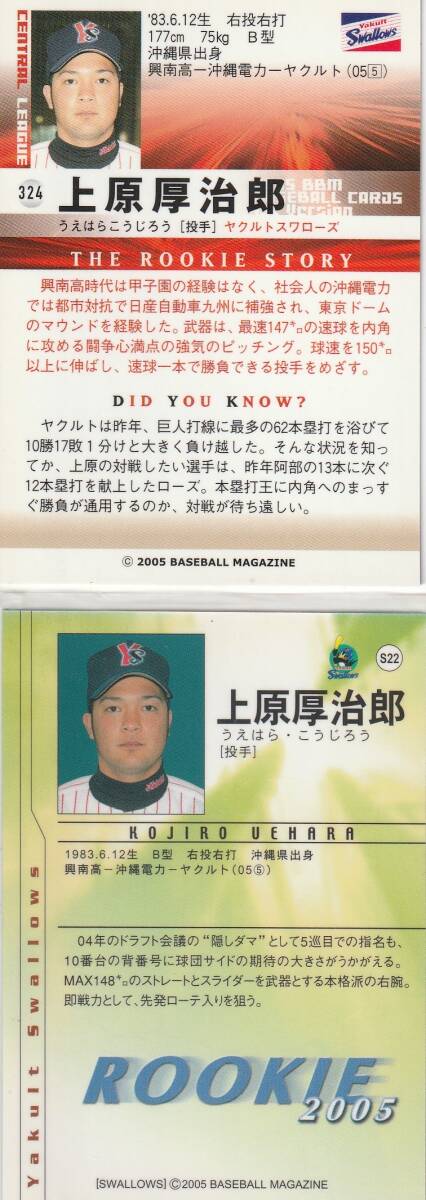 CENTRAL LEAGUE
'83.6.12生 右投右打
177cm 75kg B型
沖縄県出身
興南高ー沖縄電力ーヤクルト(05⑤)
Yakult
Swallows
324
上原厚治郎
うえはらこうじろう [投手] ヤクルトスワローズ
THE ROOKIE STORY
興南高時代は甲子園の経験はなく、社会人の沖縄電力
では都市対抗で日産自動車九州に補強され、東京ドーム
のマウンドを経験した。武器は、最速147㌔の速球を内角
に攻める闘争心満点の強気のピッチング。球速を150㌔
以上に伸ばし、速球一本で勝負できる投手をめざす。
DID YOU KNOW?
ヤクルトは昨年、巨人打線に最多の62本塁打を浴びて
10勝17敗1分けと大きく負け越した。そんな状況を知っ
てか、上原の対戦したい選手は、昨年阿部の13本に次ぐ
12本塁打を献上したローズ。本塁打王に内角へのまっす
ぐ勝負が通用するのか、対戦が待ち遠しい。
© 2005 BASEBALL MAGAZINE
Swallows
S22
上原厚治郎
うえはら・こうじろう
[投手]
KOJIRO UEHARA
1983.6.12生 B型 右投右打 沖縄県出身
興南高ー沖縄電力ーヤクルト(05⑤)
04年のドラフト会議の“隠しダマ”として5巡目での指名も、
10番台の背番号に球団サイドの期待の大きさがうかがえる。
MAX148㌔のストレートとスライダーを武器とする本格派の右腕。
即戦力として、先発ローテ入りを狙う。
Yakult Swallows
ROOKIE
2005
[SWALLOWS]©2005 BASEBALL MAGAZINE